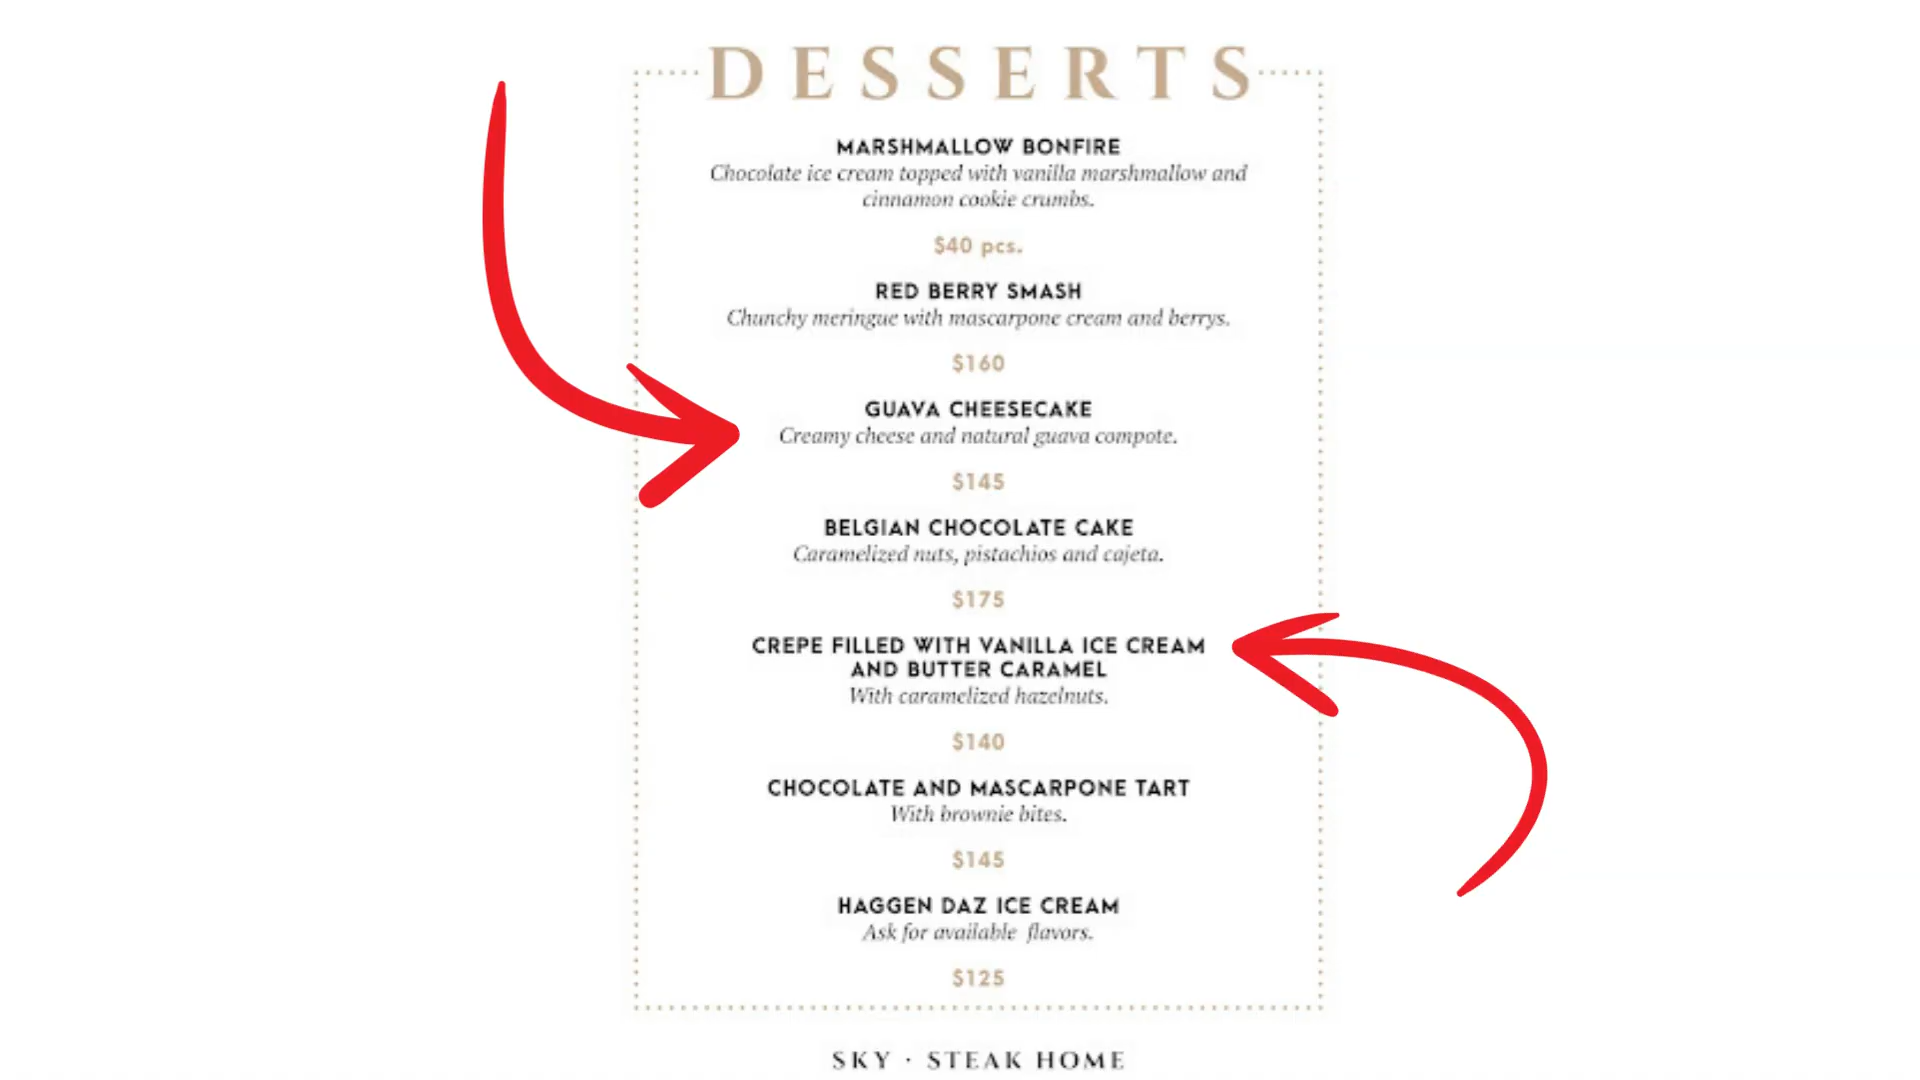 DESSERTS
MARSHMALLOW BONFIRE
Chocolate ice cream topped with vanilla marshmallow and
cinnamon cookie crumbs.
$40 pcs.
RED BERRY SMASH
Chunchy meringue with mascarpone cream and berrys.
$160
GUAVA CHEESECAKE
Creamy cheese and natural guava compote.
$145
BELGIAN CHOCOLATE CAKE
Caramelized nuts, pistachios and cajeta.
$175
CREPE FILLED WITH VANILLA ICE CREAM
AND BUTTER CARAMEL
With caramelized hazelnuts.
$140
CHOCOLATE AND MASCARPONE TART
With brownie bites.
$145
HAGGEN DAZ ICE CREAM
Ask for available flavors.
$125
SKY · STEAK HOME